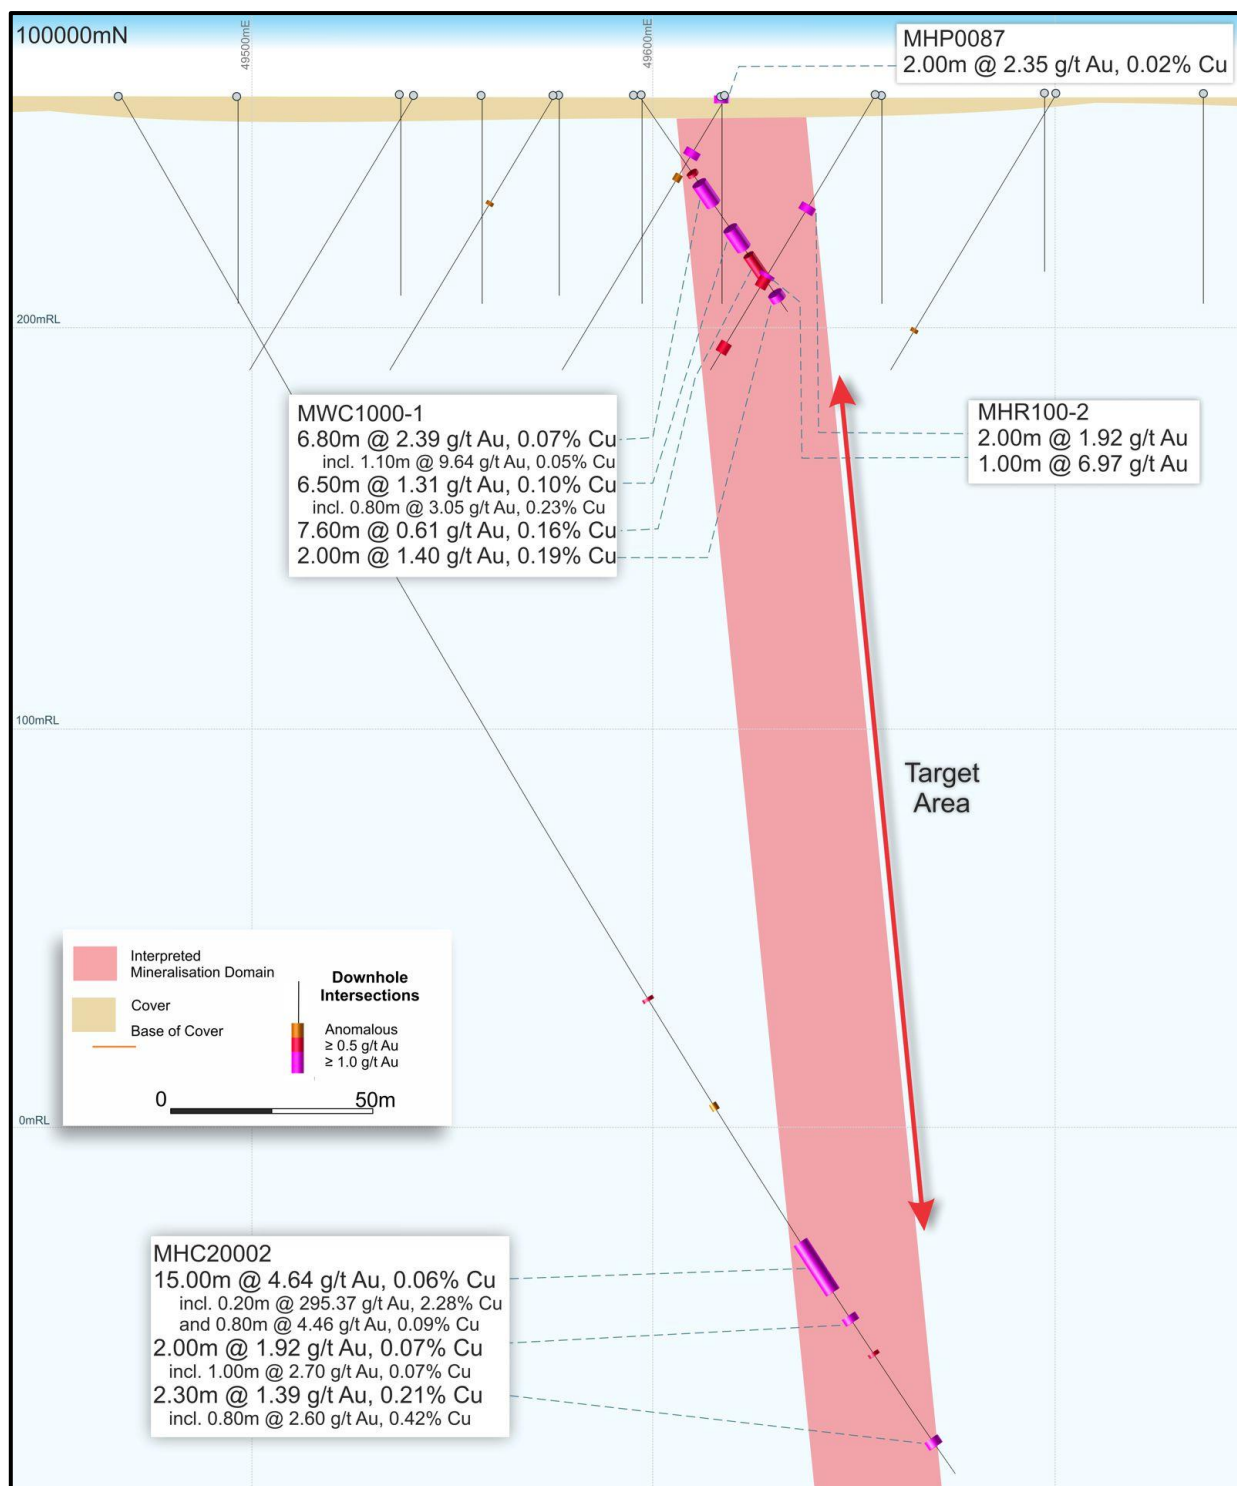 100000mN
49500mE
49600mE
MHP0087
2.00m @ 2.35 g/t Au, 0.02% Cu
200mRL
MWC1000-1
6.80m @ 2.39 g/t Au, 0.07% Cu
incl. 1.10m @ 9.64 g/t Au, 0.05% Cu
6.50m @ 1.31 g/t Au, 0.10% Cu
incl. 0.80m @ 3.05 g/t Au, 0.23% Cu
7.60m @ 0.61 g/t Au, 0.16% Cu
2.00m @ 1.40 g/t Au, 0.19% Cu
MHR100-2
2.00m @ 1.92 g/t Au
1.00m @ 6.97 g/t Au
100mRL
Target
Area
Interpreted
Mineralisation Domain
Cover
Base of Cover
Downhole
Intersections
Anomalous
≥ 0.5 g/t Au
≥ 1.0 g/t Au
0 50m
0mRL
MHC20002
15.00m @ 4.64 g/t Au, 0.06% Cu
incl. 0.20m @ 295.37 g/t Au, 2.28% Cu
and 0.80m @ 4.46 g/t Au, 0.09% Cu
2.00m @ 1.92 g/t Au, 0.07% Cu
incl. 1.00m @ 2.70 g/t Au, 0.07% Cu
2.30m @ 1.39 g/t Au, 0.21% Cu
incl. 0.80m @ 2.60 g/t Au, 0.42% Cu